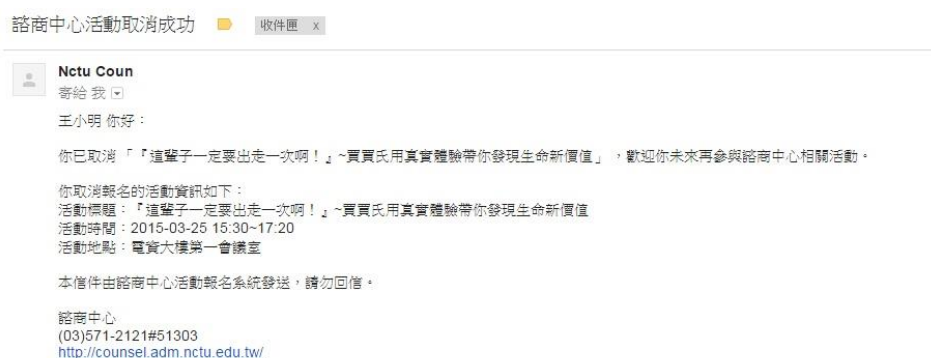 諮商中心活動取消成功
收件匣 x
Nctu Coun
寄給 我
王小明 你好：
你已取消「『這輩子一定要出走一次啊！』~賈賈氏用真實體驗帶你發現生命新價值」，歡迎你未來再參與諮商中心相關活動。
你取消報名的活動資訊如下：
活動標題：『這輩子一定要出走一次啊！』~賈賈氏用真實體驗帶你發現生命新價值
活動時間：2015-03-25 15:30~17:20
活動地點：電資大樓第一會議室
本信件由諮商中心活動報名系統發送，請勿回信。
諮商中心
(03)571-2121#51303
http://counsel.adm.nctu.edu.tw/